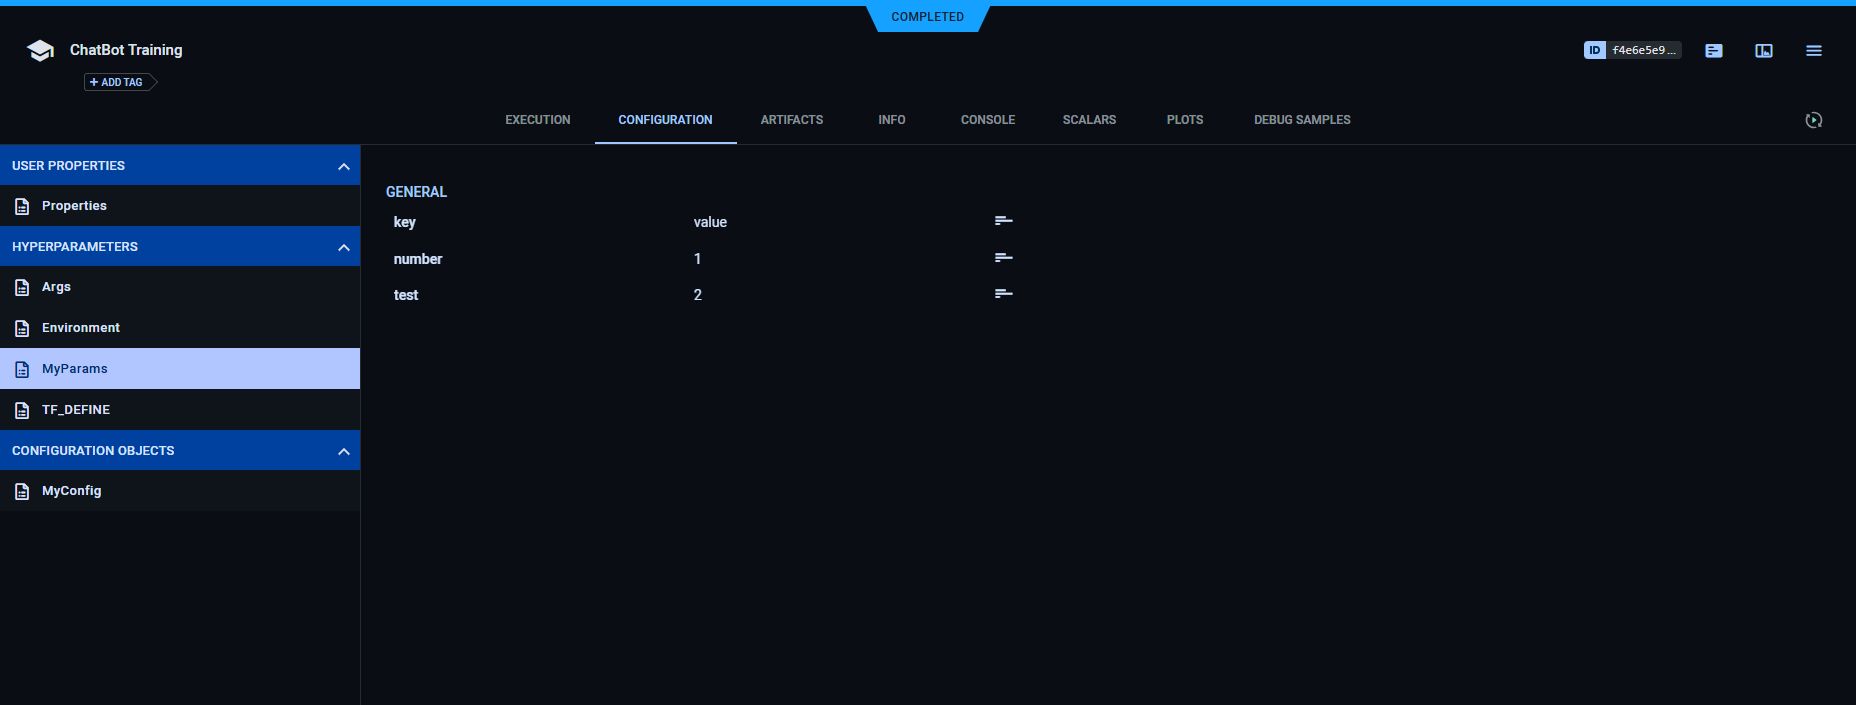 COMPLETED
ChatBot Training
ID f4e6e5e9...
+ ADD TAG
EXECUTION CONFIGURATION ARTIFACTS INFO CONSOLE SCALARS PLOTS DEBUG SAMPLES
USER PROPERTIES
Properties
HYPERPARAMETERS
Args
Environment
MyParams
TF_DEFINE
CONFIGURATION OBJECTS
MyConfig
GENERAL
key value
number 1
test 2